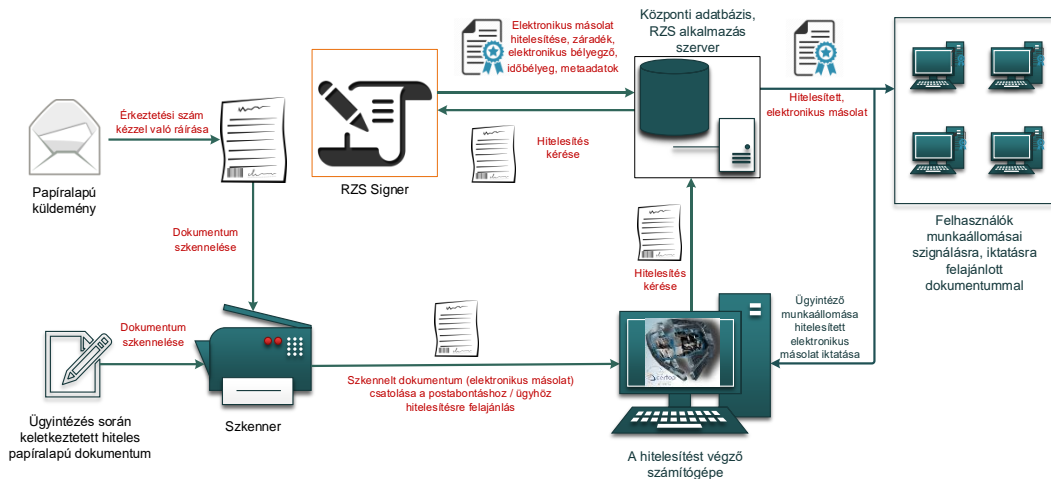 Elektronikus másolat
hitelesítése, záradék,
elektronikus bélyegző,
időbélyeg, metaadatok
Központi adatbázis,
RZS alkalmazás
szerver
Érkeztetési szám
kézzel való ráírása
Hitelesítés
kérése
Hitelesített,
elektronikus másolat
Papíralapú
küldemény
RZS Signer
Dokumentum
szkennelése
Hitelesítés
kérése
Felhasználók
munkaállomásai
szignálásra, iktatásra
felajánlott
dokumentummal
Dokumentum
szkennelése
Ügyintéző
munkaállomása
hitelesített
elektronikus
másolat iktatása
Szkennelt dokumentum (elektronikus másolat)
csatolása a postabontáshoz / ügyhöz
hitelesítésre felajánlás
Ügyintézés során
keletkeztetett hiteles
papíralapú dokumentum
Szkenner
A hitelesítést végző
számítógépe